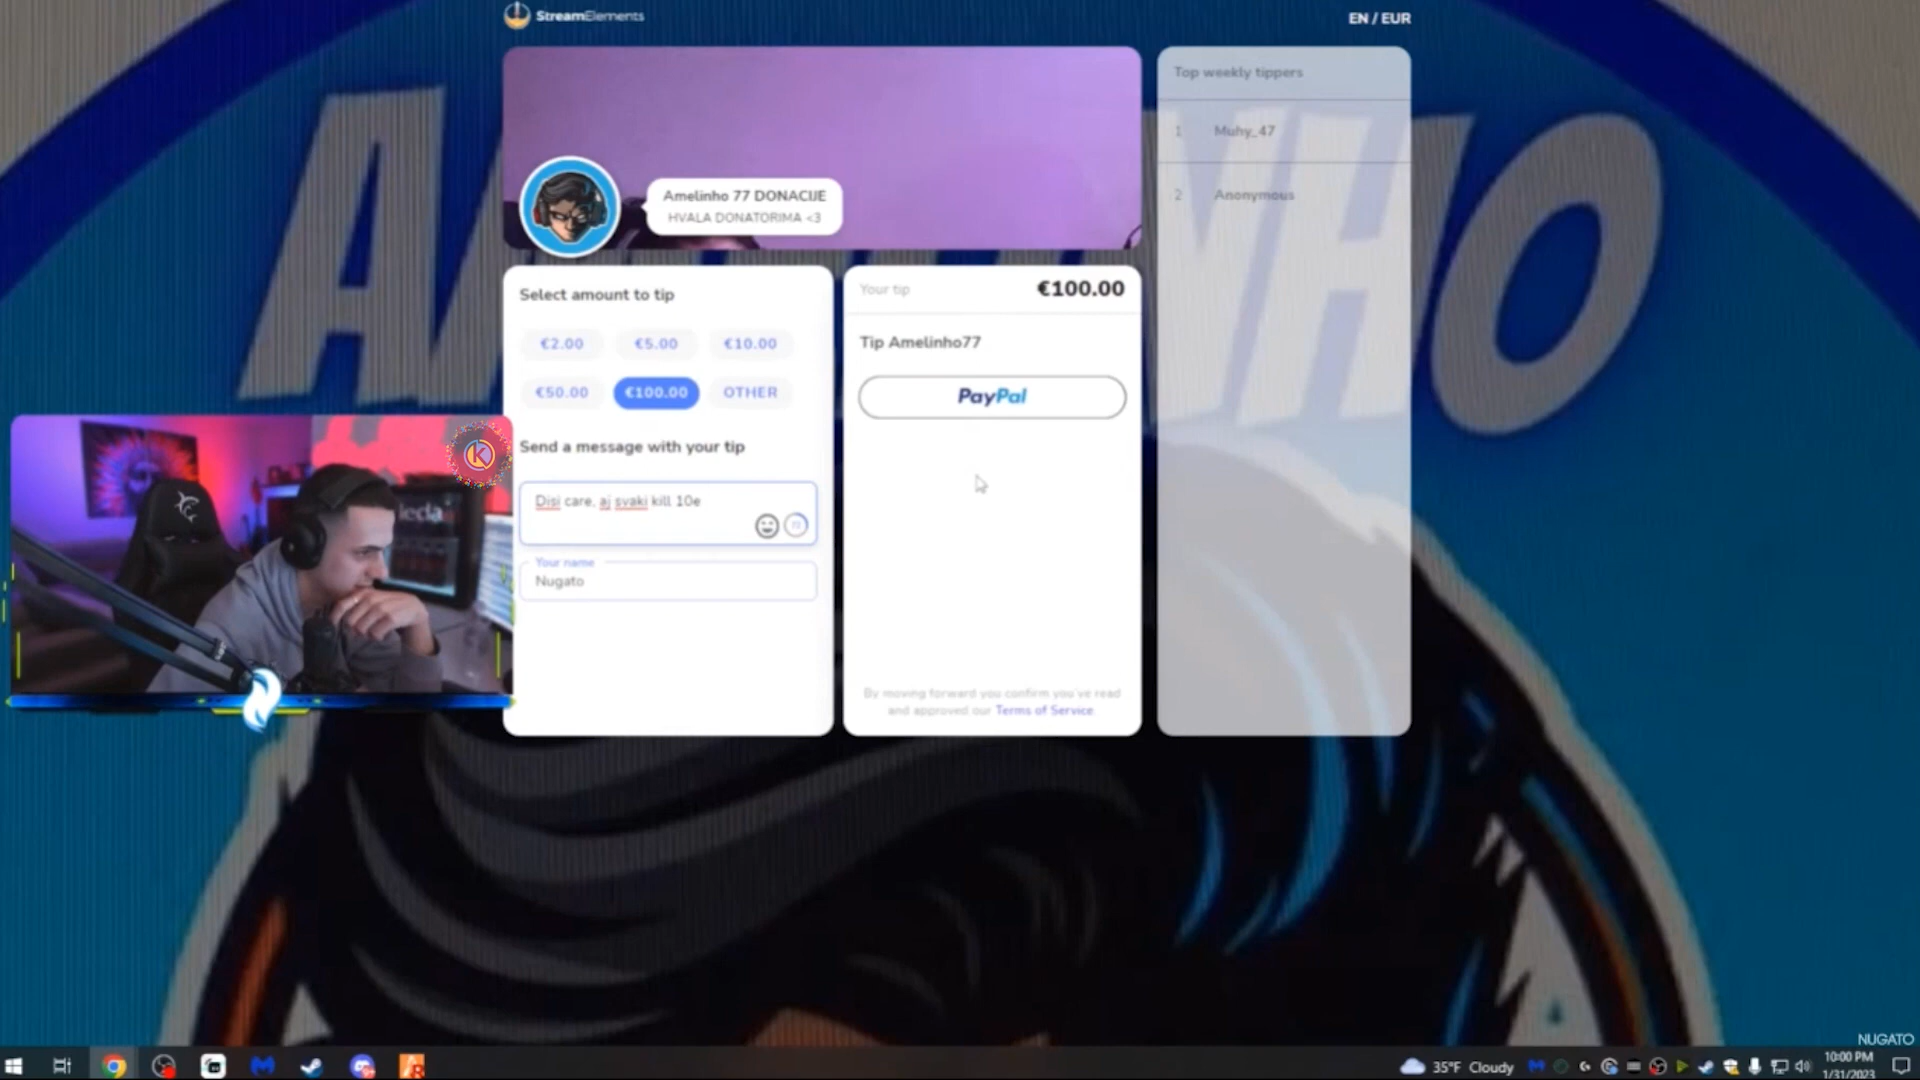 StreamElements
EN / EUR
Top weekly tippers
1 Muhy_47
2 Anonymous
Amelinho 77 DONACIJE
HVALA DONATORIMA <3
Select amount to tip
€2.00 €5.00 €10.00
€50.00 €100.00 OTHER
Send a message with your tip
Disi care, aj svaki kill 10e
Your name
Nugato
Your tip €100.00
Tip Amelinho77
PayPal
By moving forward you confirm you've read
and approved our Terms of Service.
leda
NUGATO
35°F Cloudy
10:00 PM
1/31/2023